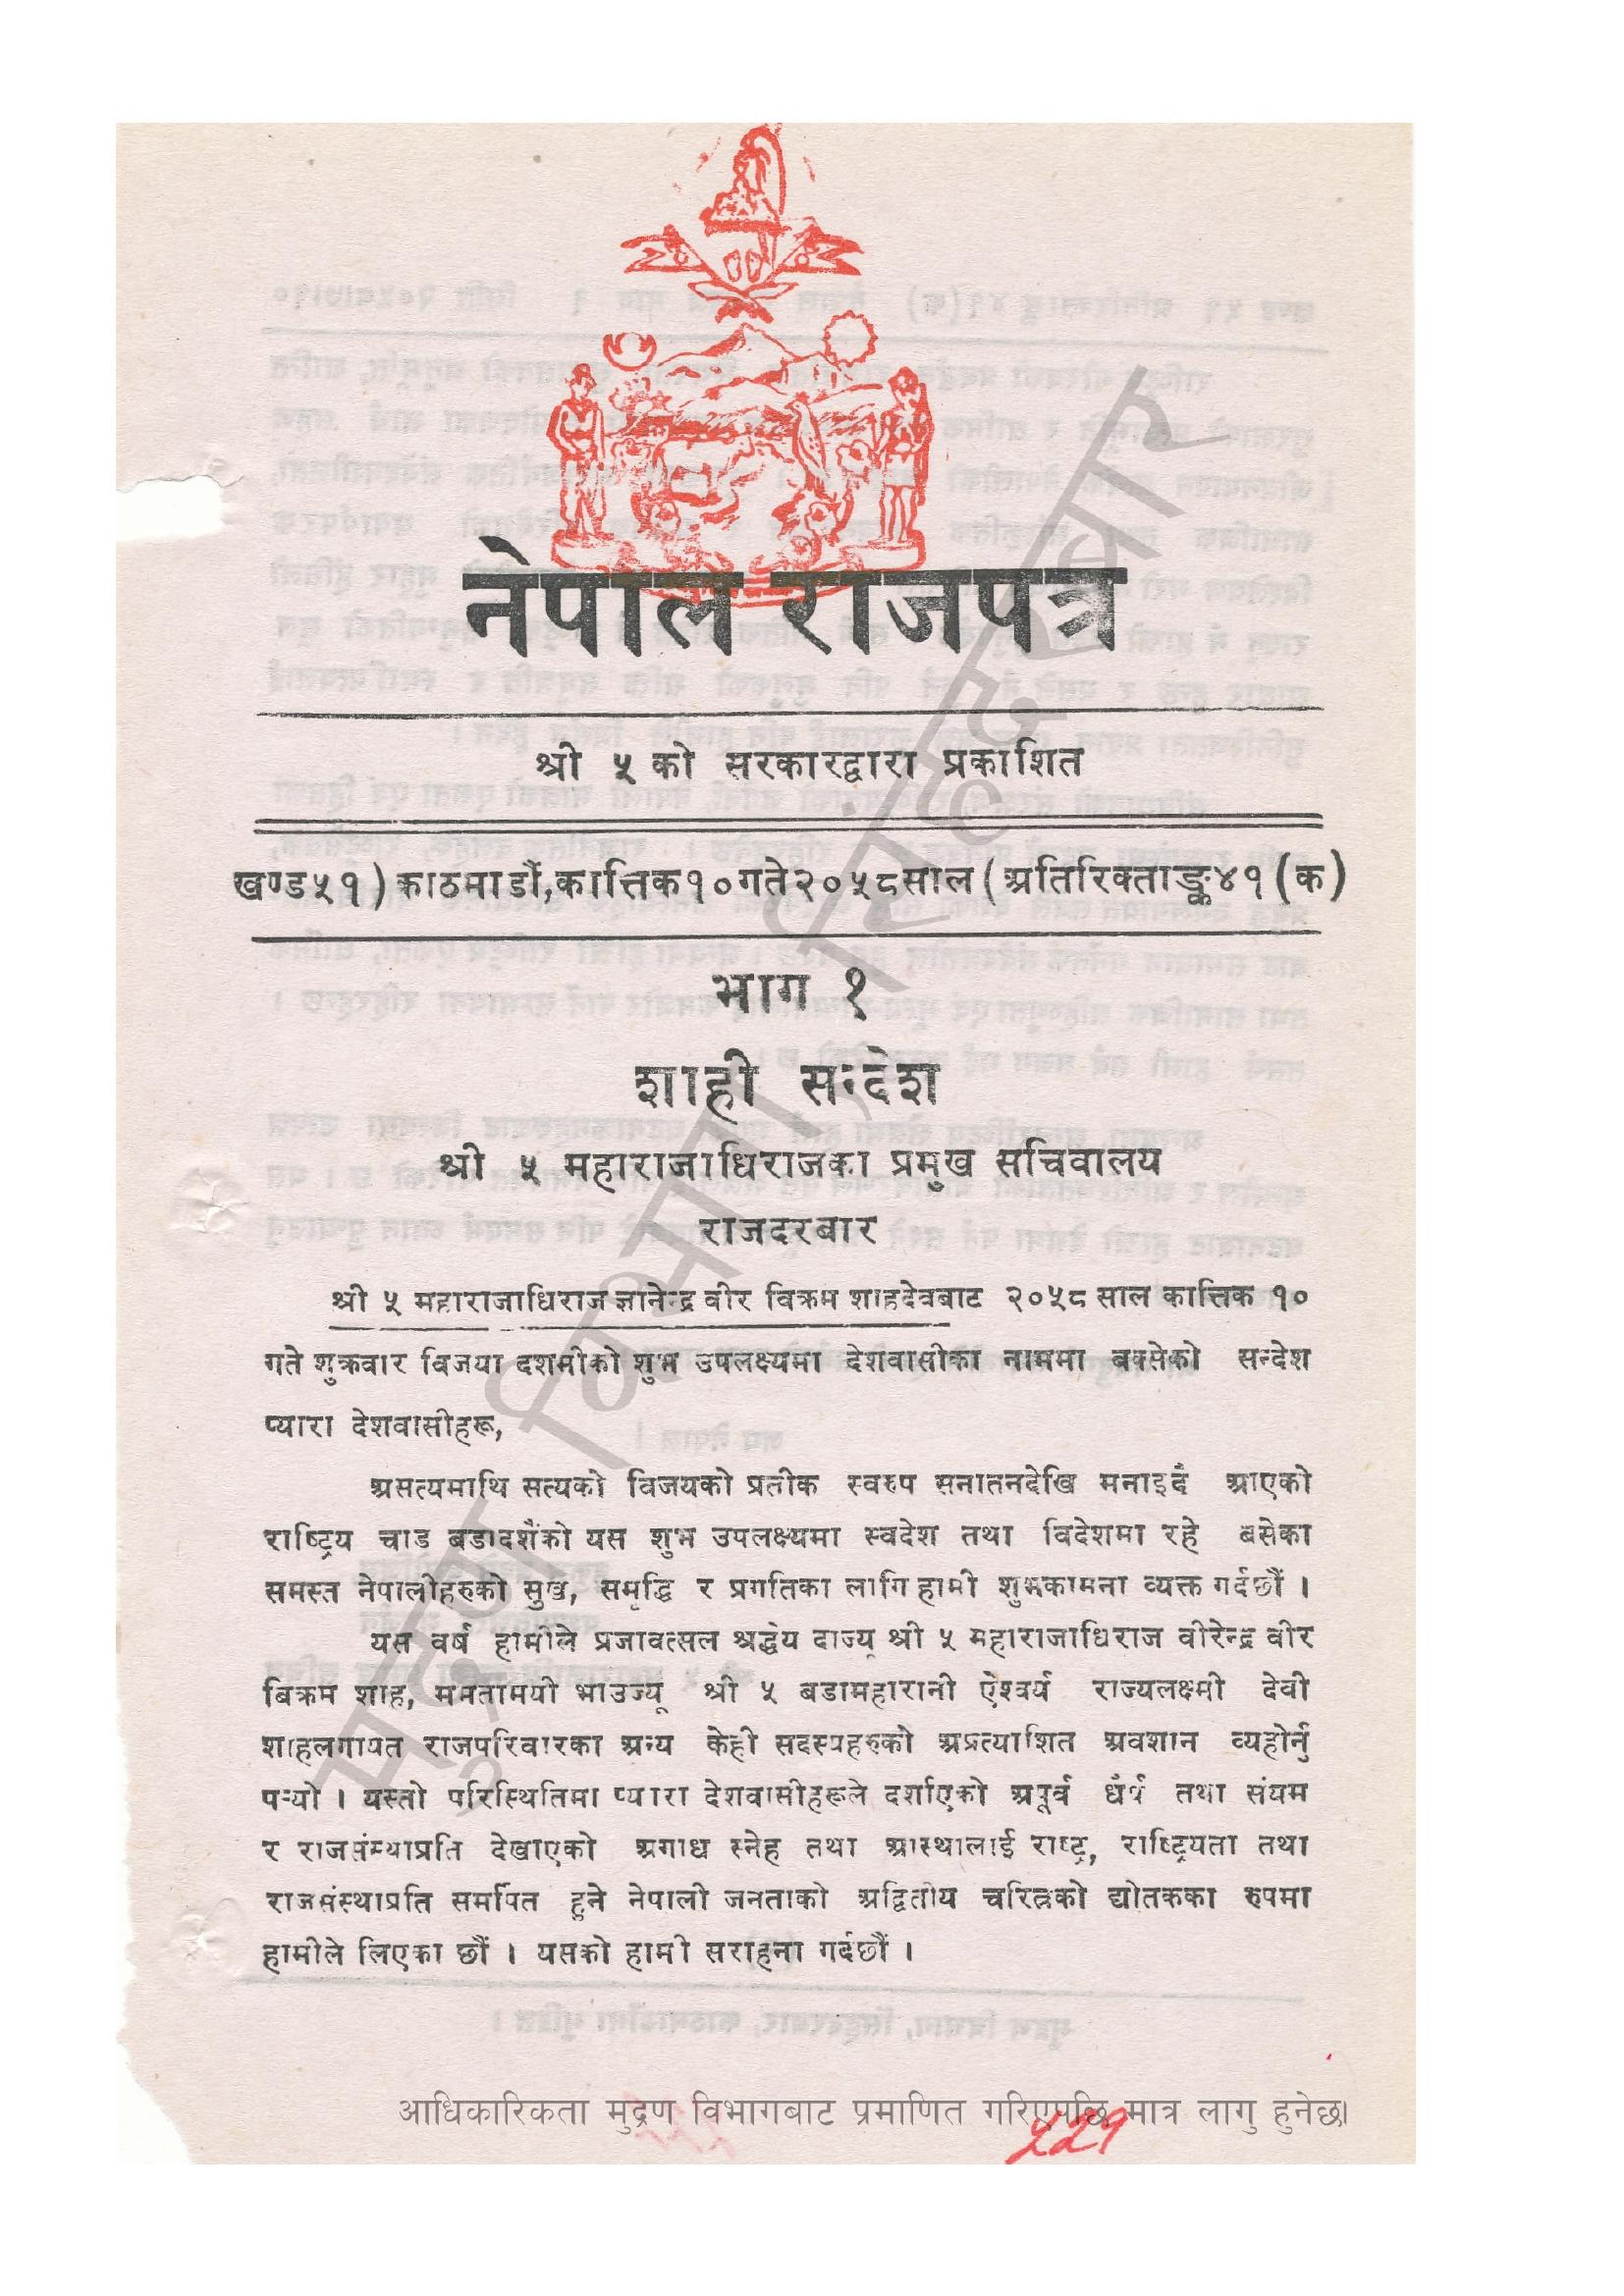 नेपाल राजपत्र
श्री ५ को सरकारद्वारा प्रकाशित
खण्ड ५१) काठमाडौं, कात्तिक १० गते २०५८ साल (अतिरिक्ताङ्क ४१ (क)
भाग १
शाही सन्देश
श्री ५ महाराजाधिराजका प्रमुख सचिवालय
राजदरबार
श्री ५ महाराजाधिराज ज्ञानेन्द्र वीर विक्रम शाहदेवबाट २०५८ साल कात्तिक १०
गते शुक्रवार विजया दशमीको शुभ उपलक्ष्यमा देशवासीका नाममा बक्सेको सन्देश
प्यारा देशवासीहरू,
असत्यमाथि सत्यको विजयको प्रतीक स्वरुप सनातनदेखि मनाइदै आएको
राष्ट्रिय चाड बडादशैंको यस शुभ उपलक्ष्यमा स्वदेश तथा विदेशमा रहे बसेका
समस्त नेपालीहरुको सुख, समृद्धि र प्रगतिका लागि हामी शुभकामना व्यक्त गर्दछौं ।
यस वर्ष हामीले प्रजावत्सल श्रद्धेय दाज्यू श्री ५ महाराजाधिराज वीरेन्द्र वीर
बिक्रम शाह, ममतामयी भाउज्यू श्री ५ बडामहारानी ऐश्वर्य राज्यलक्ष्मी देवी
शाहलगायत राजपरिवारका अन्य केही सदस्यहरुको अप्रत्याशित अवशान व्यहोर्नु
पर्‍यो । यस्तो परिस्थितिमा प्यारा देशवासीहरूले दर्शाएको अपूर्व धैर्य तथा संयम
र राजसंस्थाप्रति देखाएको अगाध स्नेह तथा आस्थालाई राष्ट्र, राष्ट्रियता तथा
राजसंस्थाप्रति समर्पित हुने नेपाली जनताको अद्वितीय चरित्रको द्योतकका रुपमा
हामीले लिएका छौं । यसको हामी सराहना गर्दछौं ।
मुद्रण विभाग, सिंहदरबार
आधिकारिकता मुद्रण विभागबाट प्रमाणित गरिएपछि मात्र लागु हुनेछ।